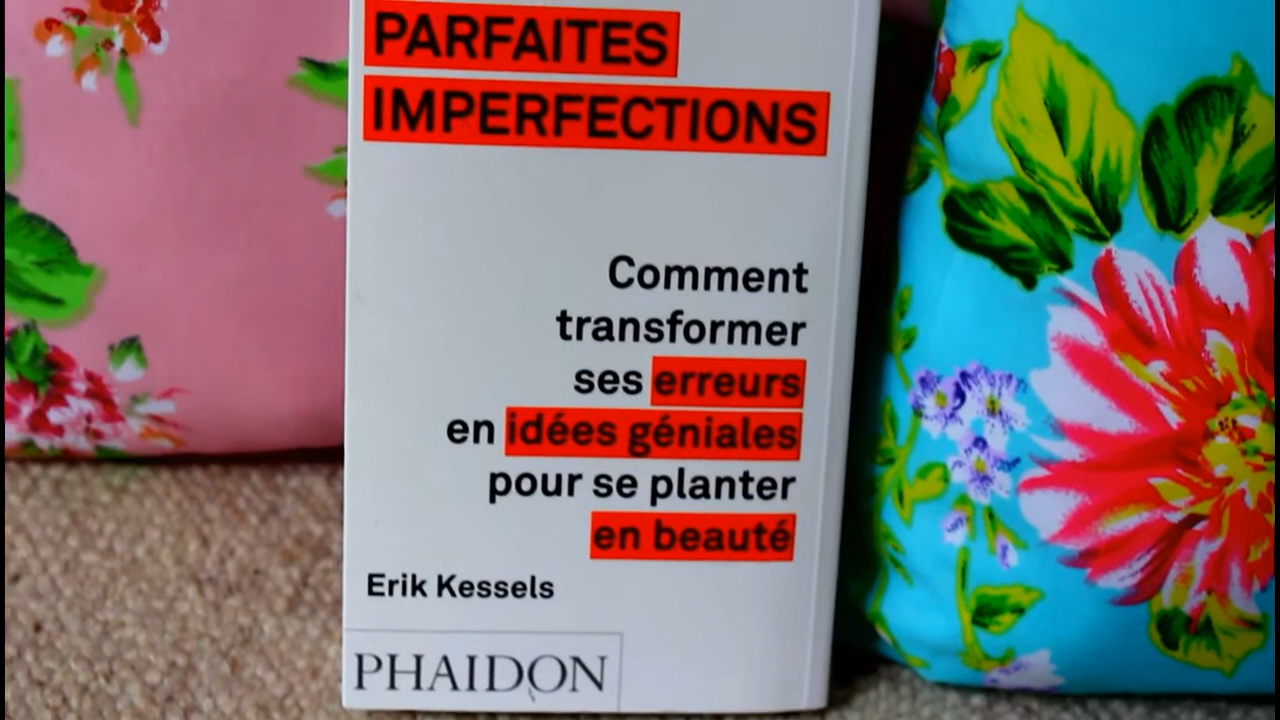 PARFAITES
IMPERFECTIONS
Comment
transformer
ses erreurs
en idées géniales
pour se planter
en beauté
Erik Kessels
PHAIDON